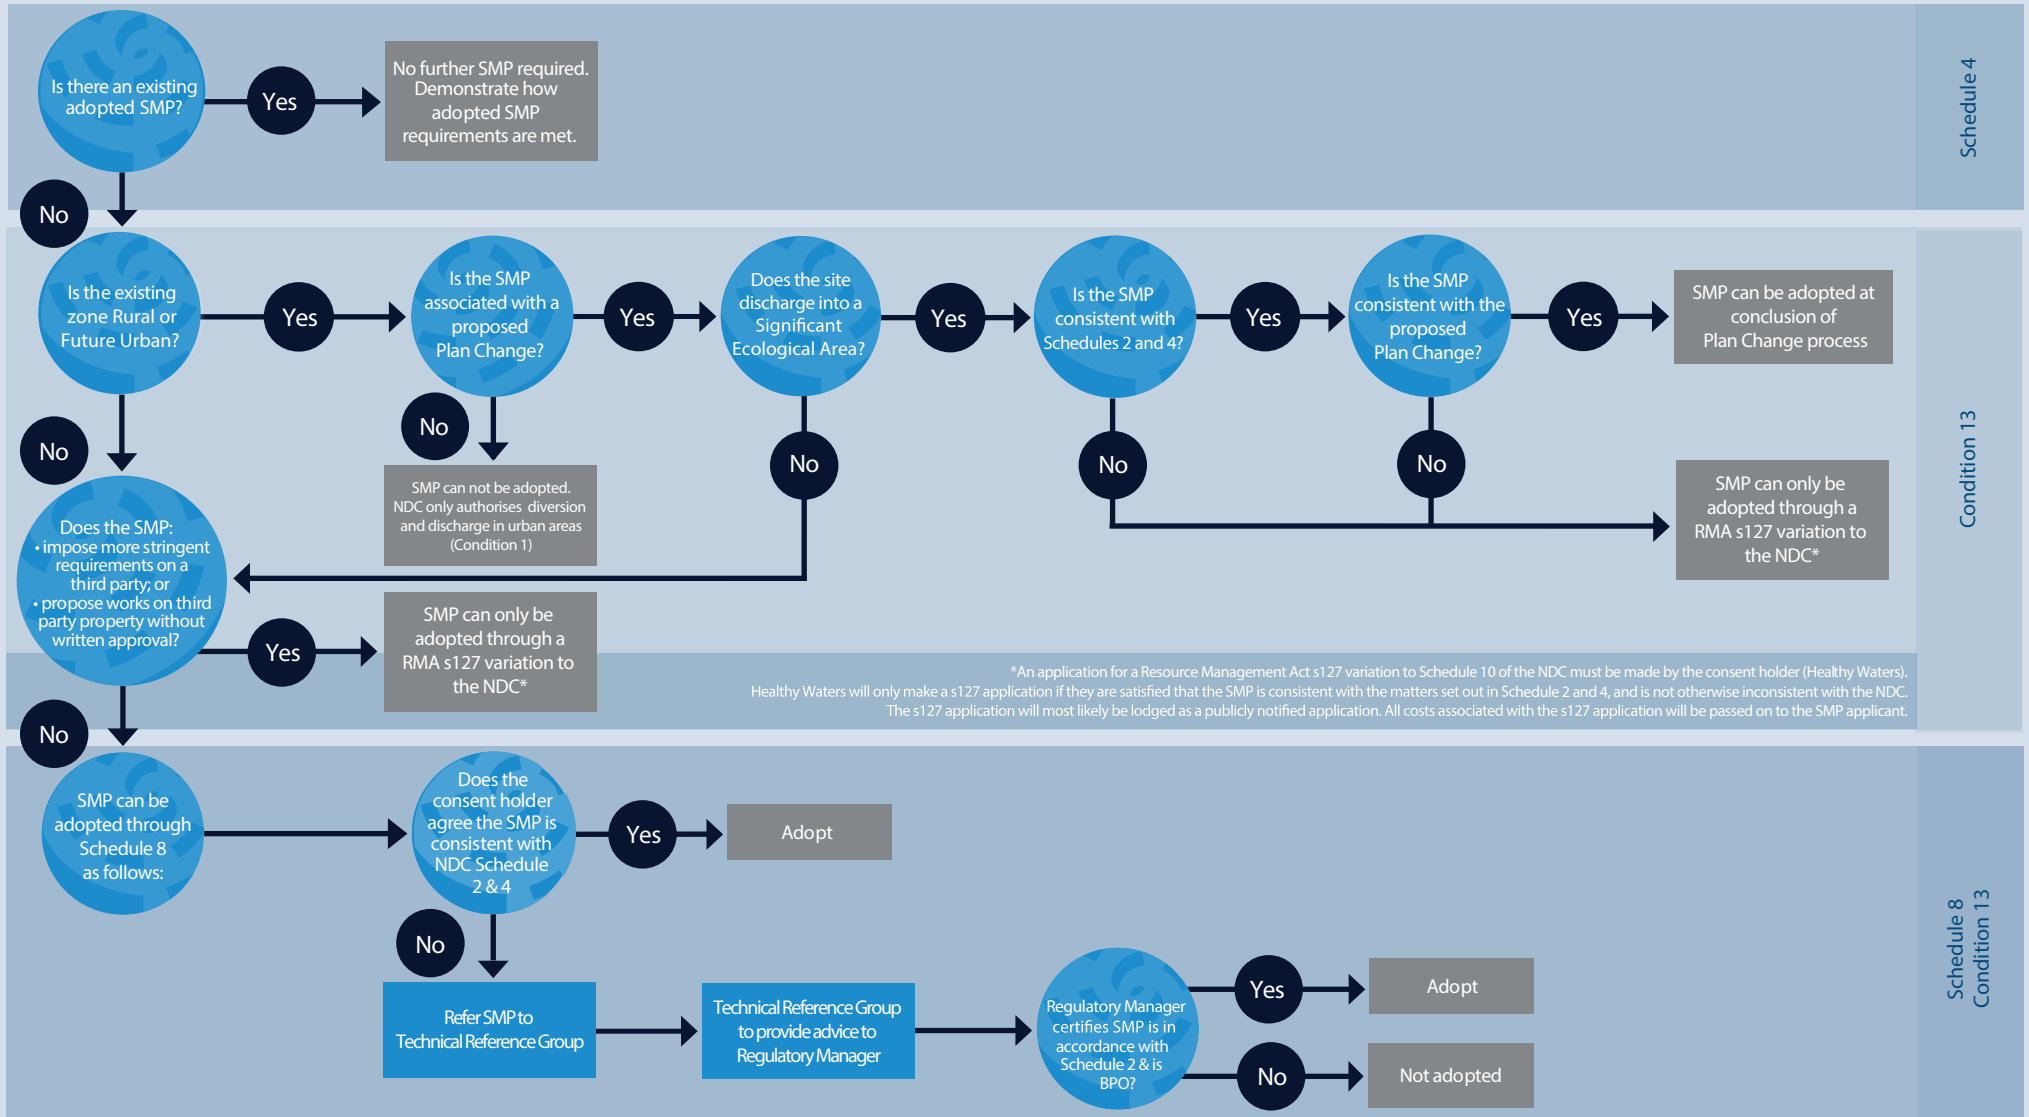 Is there an existing
adopted SMP?
Yes
No further SMP required.
Demonstrate how
adopted SMP
requirements are met.
Schedule 4
No
Is the existing
zone Rural or
Future Urban?
Yes
Is the SMP
associated with a
proposed
Plan Change?
Yes
Does the site
discharge into a
Significant
Ecological Area?
Yes
Is the SMP
consistent with
Schedules 2 and 4?
Yes
Is the SMP
consistent with the
proposed
Plan Change?
Yes
SMP can be adopted at
conclusion of
Plan Change process
Condition 13
No
No
SMP can not be adopted.
NDC only authorises diversion
and discharge in urban areas
(Condition 1)
No
No
No
SMP can only be
adopted through a
RMA s127 variation to
the NDC*
Does the SMP:
• impose more stringent
requirements on a
third party; or
• propose works on third
party property without
written approval?
Yes
SMP can only be
adopted through a
RMA s127 variation to
the NDC*
*An application for a Resource Management Act s127 variation to Schedule 10 of the NDC must be made by the consent holder (Healthy Waters).
Healthy Waters will only make a s127 application if they are satisfied that the SMP is consistent with the matters set out in Schedule 2 and 4, and is not otherwise inconsistent with the NDC.
The s127 application will most likely be lodged as a publicly notified application. All costs associated with the s127 application will be passed on to the SMP applicant.
No
SMP can be
adopted through
Schedule 8
as follows:
Does the
consent holder
agree the SMP is
consistent with
NDC Schedule
2 & 4
Yes
Adopt
Schedule 8
Condition 13
No
Refer SMP to
Technical Reference Group
Technical Reference Group
to provide advice to
Regulatory Manager
Regulatory Manager
certifies SMP is in
accordance with
Schedule 2 & is
BPO?
Yes
Adopt
No
Not adopted